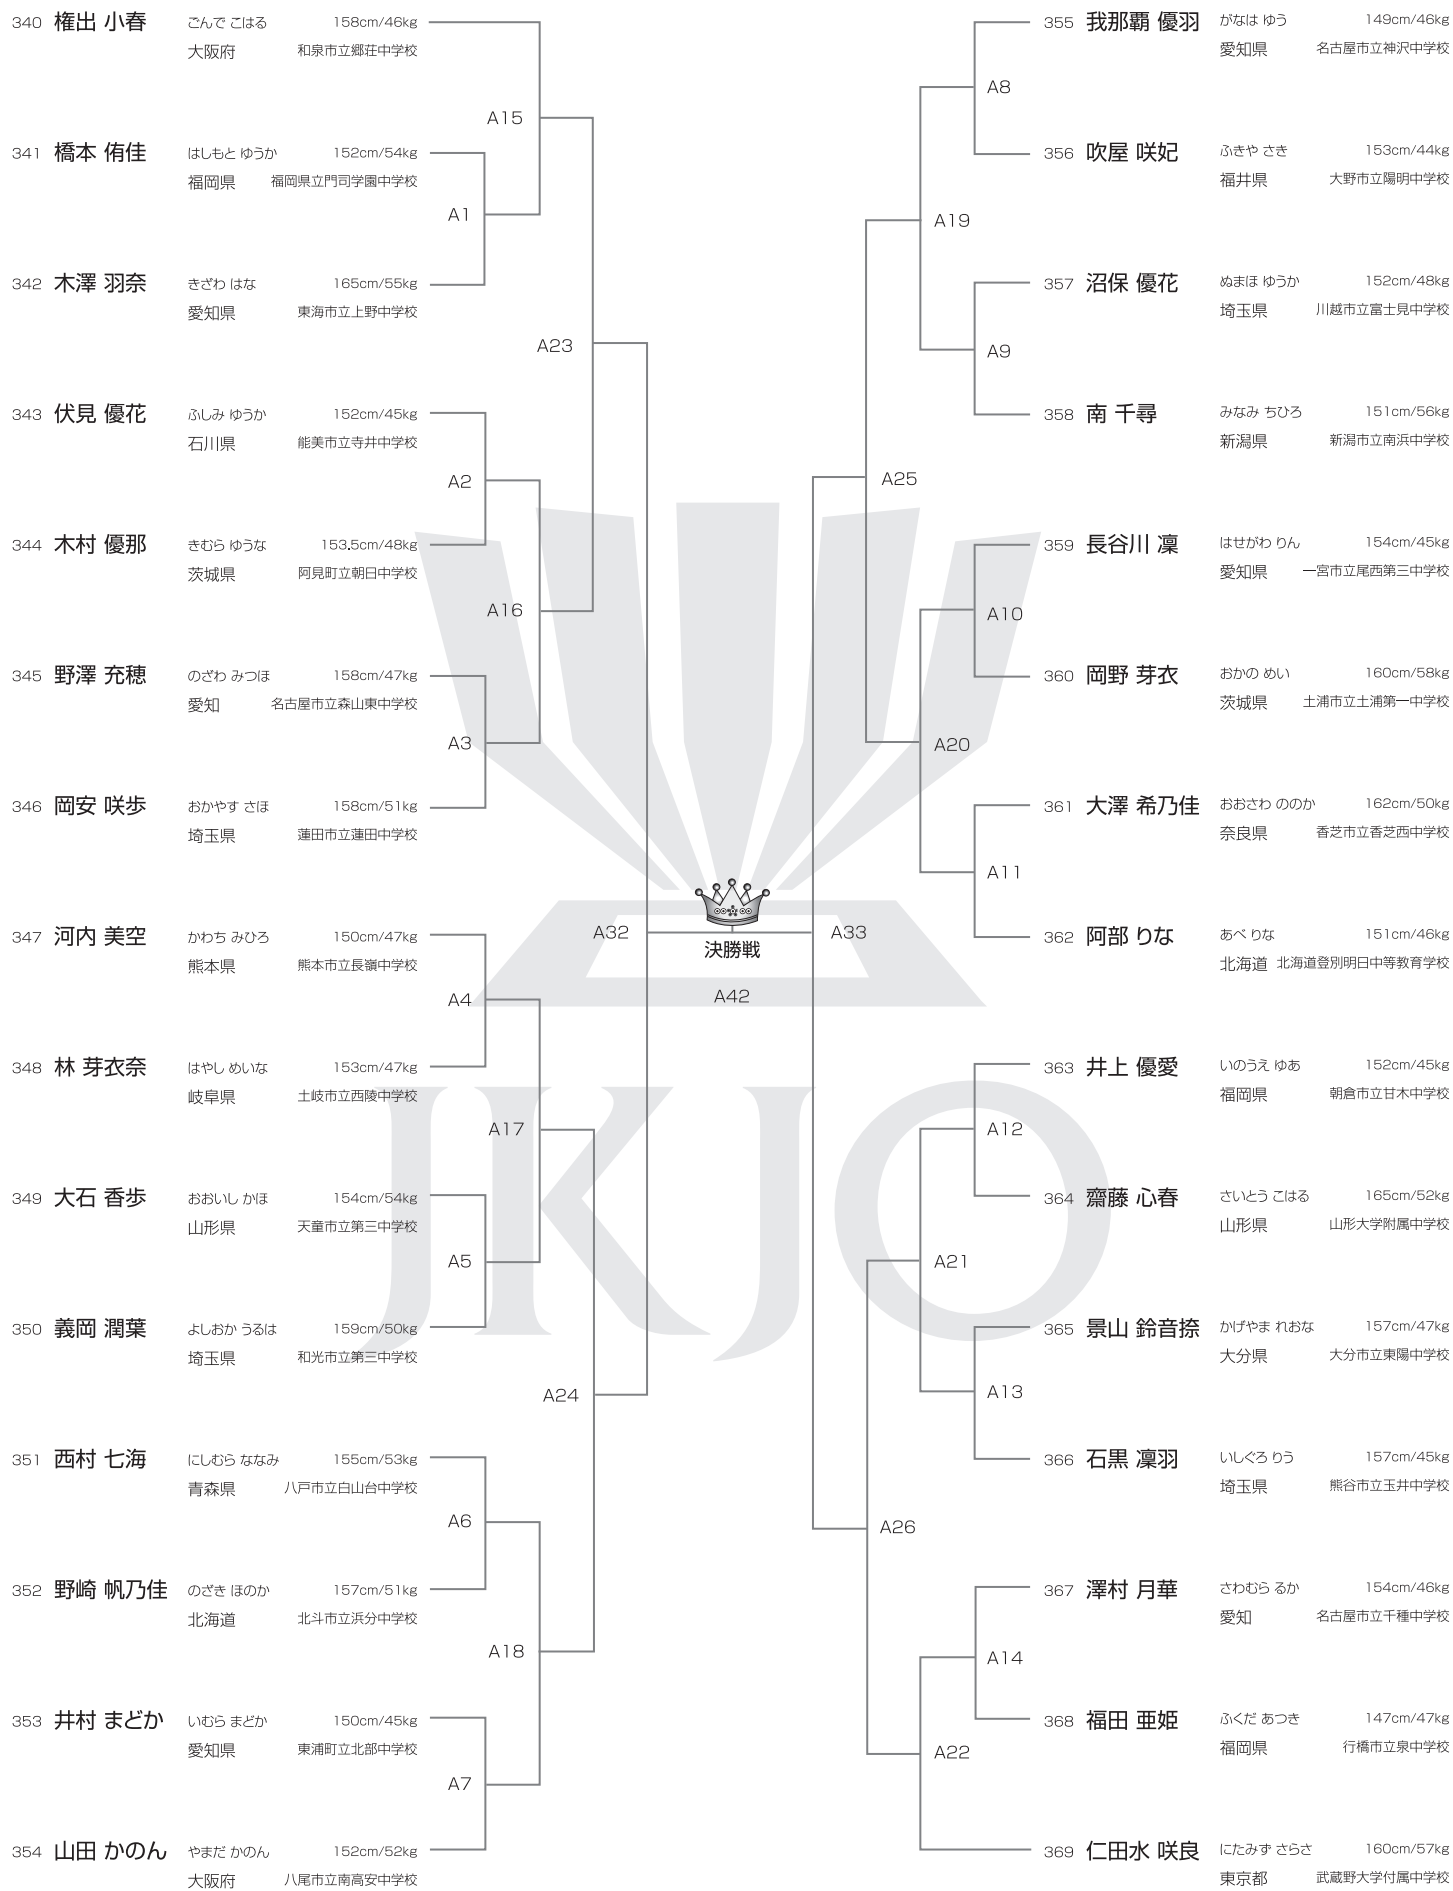 340 権出 小春 ごんで こはる 158cm/46kg
大阪府 和泉市立郷荘中学校
A15
341 橋本 侑佳 はしもと ゆうか 152cm/54kg
福岡県 福岡県立門司学園中学校
A1
342 木澤 羽奈 きざわ はな 165cm/55kg
愛知県 東海市立上野中学校
A23
343 伏見 優花 ふしみ ゆうか 152cm/45kg
石川県 能美市立寺井中学校
A2
344 木村 優那 きむら ゆうな 153.5cm/48kg
茨城県 阿見町立朝日中学校
A16
345 野澤 充穂 のざわ みつほ 158cm/47kg
愛知 名古屋市立森山東中学校
A3
346 岡安 咲歩 おかやす さほ 158cm/51kg
埼玉県 蓮田市立蓮田中学校
A32
347 河内 美空 かわち みひろ 150cm/47kg
熊本県 熊本市立長嶺中学校
A4
348 林 芽衣奈 はやし めいな 153cm/47kg
岐阜県 土岐市立西陵中学校
A17
349 大石 香歩 おおいし かほ 154cm/54kg
山形県 天童市立第三中学校
A5
350 義岡 潤葉 よしおか うるは 159cm/50kg
埼玉県 和光市立第三中学校
A24
351 西村 七海 にしむら ななみ 155cm/53kg
青森県 八戸市立白山台中学校
A6
352 野崎 帆乃佳 のざき ほのか 157cm/51kg
北海道 北斗市立浜分中学校
A18
353 井村 まどか いむら まどか 150cm/45kg
愛知県 東浦町立北部中学校
A7
354 山田 かのん やまだ かのん 152cm/52kg
大阪府 八尾市立南高安中学校
決勝戦
A42
JKJO
355 我那覇 優羽 がなは ゆう 149cm/46kg
愛知県 名古屋市立神沢中学校
A8
356 吹屋 咲妃 ふきや さき 153cm/44kg
福井県 大野市立陽明中学校
A19
357 沼保 優花 ぬまほ ゆうか 152cm/48kg
埼玉県 川越市立富士見中学校
A9
358 南 千尋 みなみ ちひろ 151cm/56kg
新潟県 新潟市立南浜中学校
A25
359 長谷川 凜 はせがわ りん 154cm/45kg
愛知県 一宮市立尾西第三中学校
A10
360 岡野 芽衣 おかの めい 160cm/58kg
茨城県 土浦市立土浦第一中学校
A20
361 大澤 希乃佳 おおさわ ののか 162cm/50kg
奈良県 香芝市立香芝西中学校
A11
A33
362 阿部 りな あべ りな 151cm/46kg
北海道 北海道登別明日中等教育学校
363 井上 優愛 いのうえ ゆあ 152cm/45kg
福岡県 朝倉市立甘木中学校
A12
364 齋藤 心春 さいとう こはる 165cm/52kg
山形県 山形大学附属中学校
A21
365 景山 鈴音捺 かげやま れおな 157cm/47kg
大分県 大分市立東陽中学校
A13
366 石黒 凜羽 いしぐろ りう 157cm/45kg
埼玉県 熊谷市立玉井中学校
A26
367 澤村 月華 さわむら るか 154cm/46kg
愛知 名古屋市立千種中学校
A14
368 福田 亜姫 ふくだ あつき 147cm/47kg
福岡県 行橋市立泉中学校
A22
369 仁田水 咲良 にたみず さらさ 160cm/57kg
東京都 武蔵野大学付属中学校